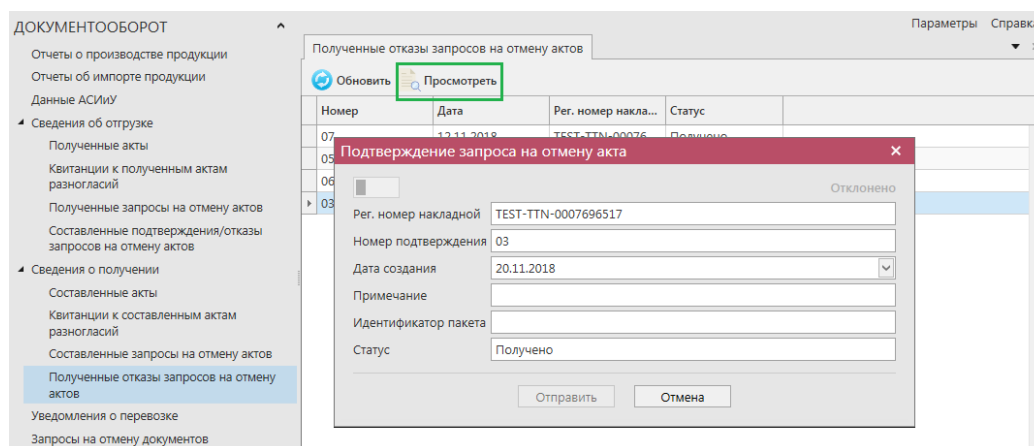 ДОКУМЕНТООБОРОТ
Отчеты о производстве продукции
Отчеты об импорте продукции
Данные АСИиУ
Сведения об отгрузке
Полученные акты
Квитанции к полученным актам
разногласий
Полученные запросы на отмену актов
Составленные подтверждения/отказы
запросов на отмену актов
Сведения о получении
Составленные акты
Квитанции к составленным актам
разногласий
Составленные запросы на отмену актов
Полученные отказы запросов на отмену
актов
Уведомления о перевозке
Запросы на отмену документов
Параметры Справка
Полученные отказы запросов на отмену актов
Обновить Просмотреть
Номер Дата Рег. номер накла... Статус
07 12.11.2018 TEST-TTN-00076... Получено
05
06
03
Подтверждение запроса на отмену акта
Отклонено
Рег. номер накладной TEST-TTN-0007696517
Номер подтверждения 03
Дата создания 20.11.2018
Примечание
Идентификатор пакета
Статус Получено
Отправить Отмена